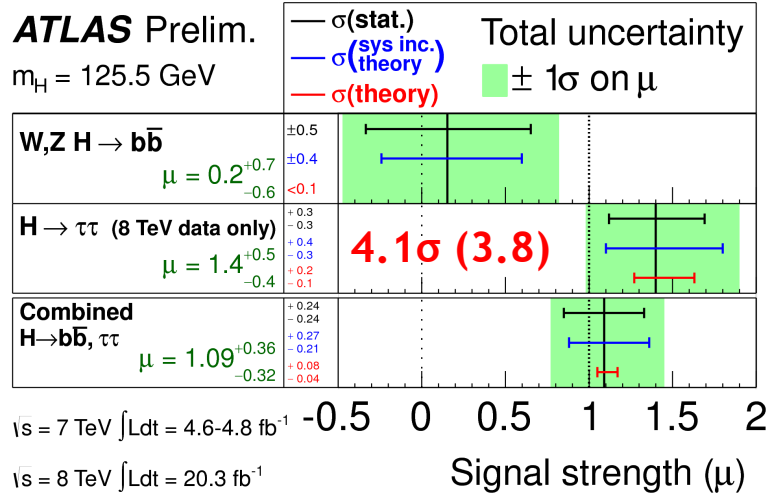 ATLAS Prelim.
m_H = 125.5 GeV
σ(stat.)
σ(sys inc. theory)
σ(theory)
Total uncertainty
± 1σ on μ
W,Z H → bb̅
μ = 0.2 +0.7 −0.6
±0.5
±0.4
<0.1
H → ττ (8 TeV data only)
μ = 1.4 +0.5 −0.4
+ 0.3
− 0.3
+ 0.4
− 0.3
+ 0.2
− 0.1
4.1σ (3.8)
Combined
H→bb̅, ττ
μ = 1.09 +0.36 −0.32
+ 0.24
− 0.24
+ 0.27
− 0.21
+ 0.08
− 0.04
-0.5 0 0.5 1 1.5 2
√s = 7 TeV ∫Ldt = 4.6-4.8 fb⁻¹
√s = 8 TeV ∫Ldt = 20.3 fb⁻¹
Signal strength (μ)